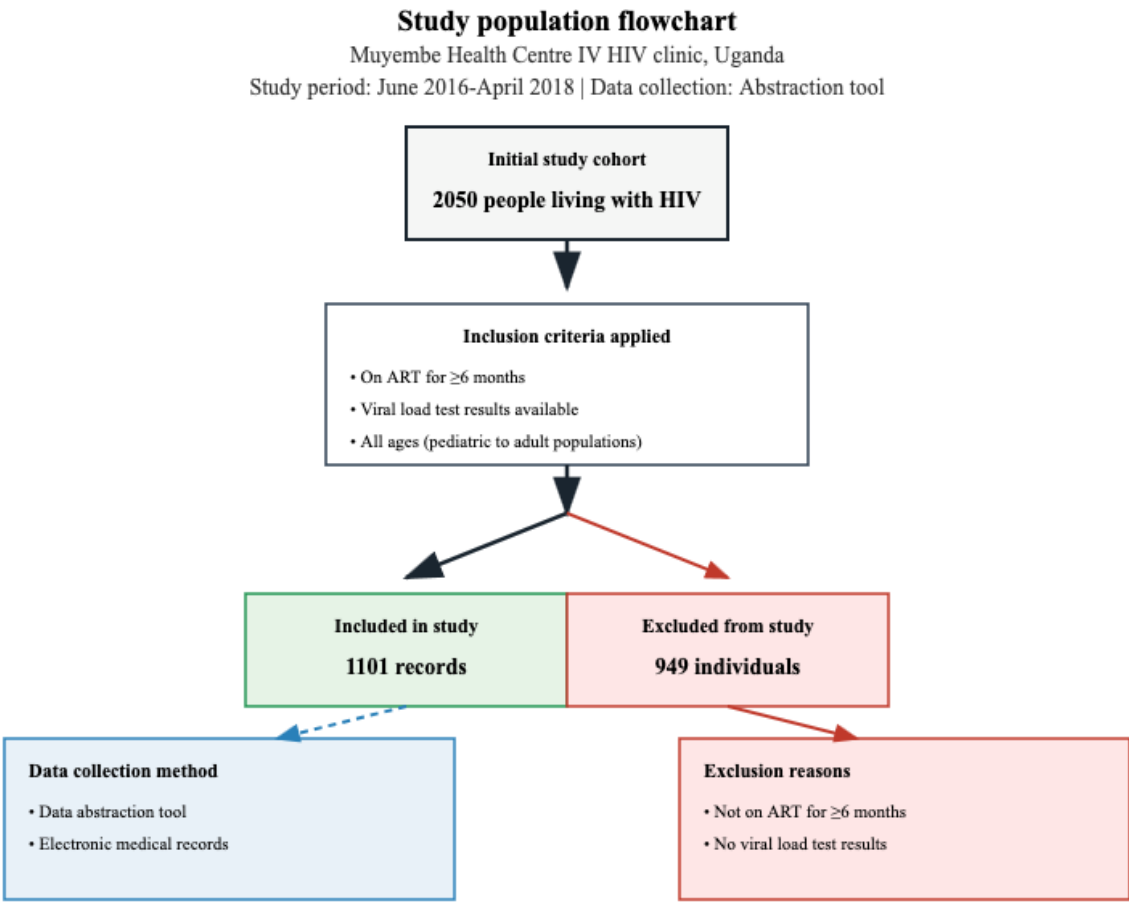 Study population flowchart
Muyembe Health Centre IV HIV clinic, Uganda
Study period: June 2016-April 2018 | Data collection: Abstraction tool
Initial study cohort
2050 people living with HIV
Inclusion criteria applied
• On ART for ≥6 months
• Viral load test results available
• All ages (pediatric to adult populations)
Included in study
1101 records
Excluded from study
949 individuals
Data collection method
• Data abstraction tool
• Electronic medical records
Exclusion reasons
• Not on ART for ≥6 months
• No viral load test results